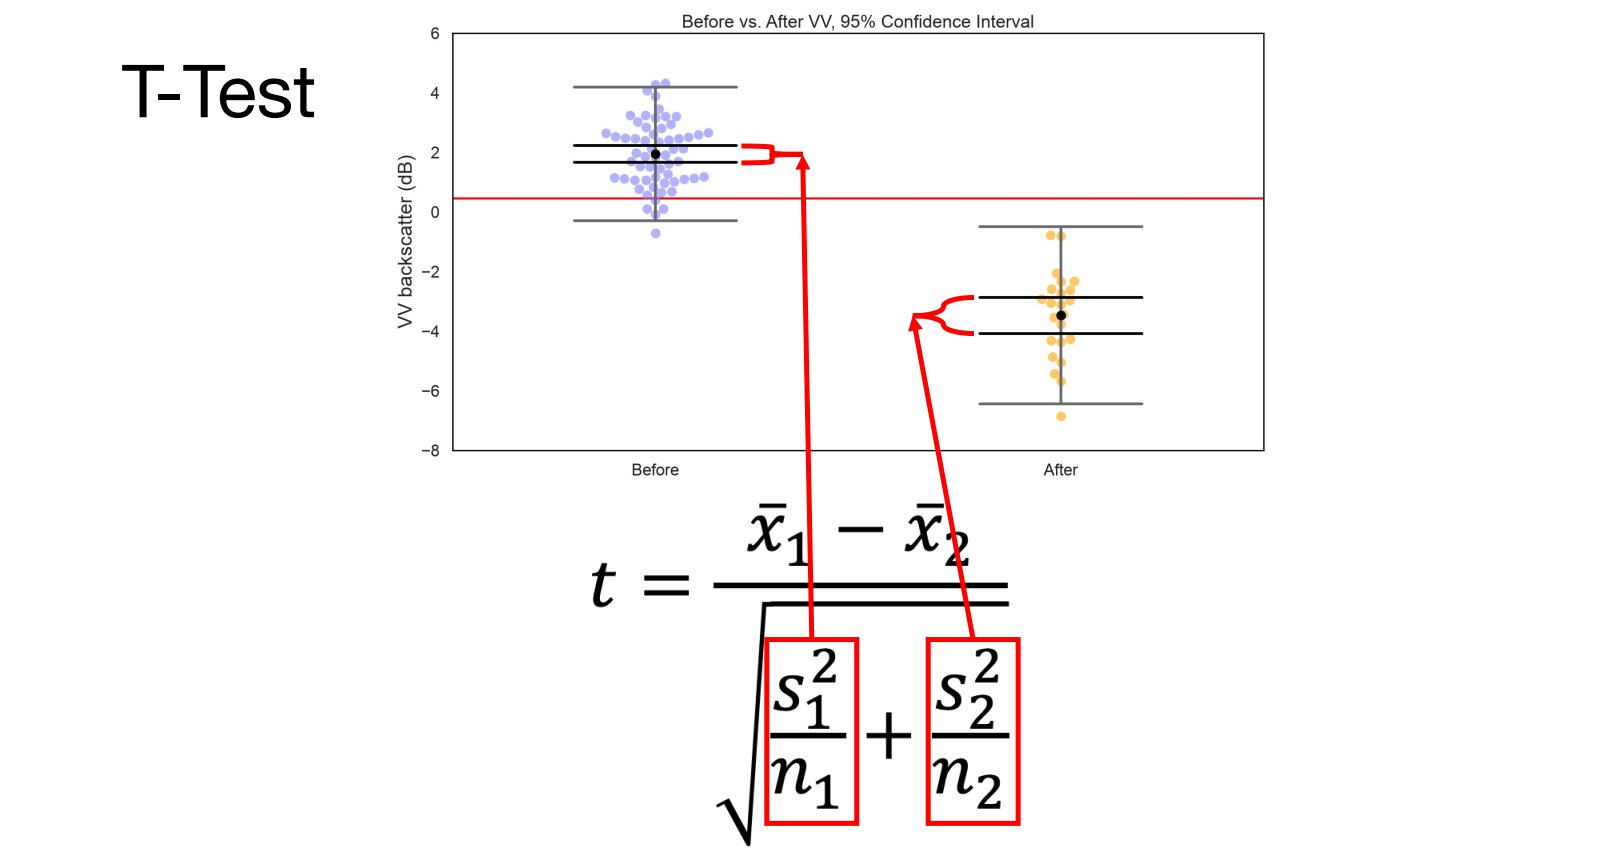 T-Test
Before vs. After VV, 95% Confidence Interval
VV backscatter (dB)
6
4
2
0
−2
−4
−6
−8
Before
After
t = (x̄₁ − x̄₂) / √(s₁²/n₁ + s₂²/n₂)